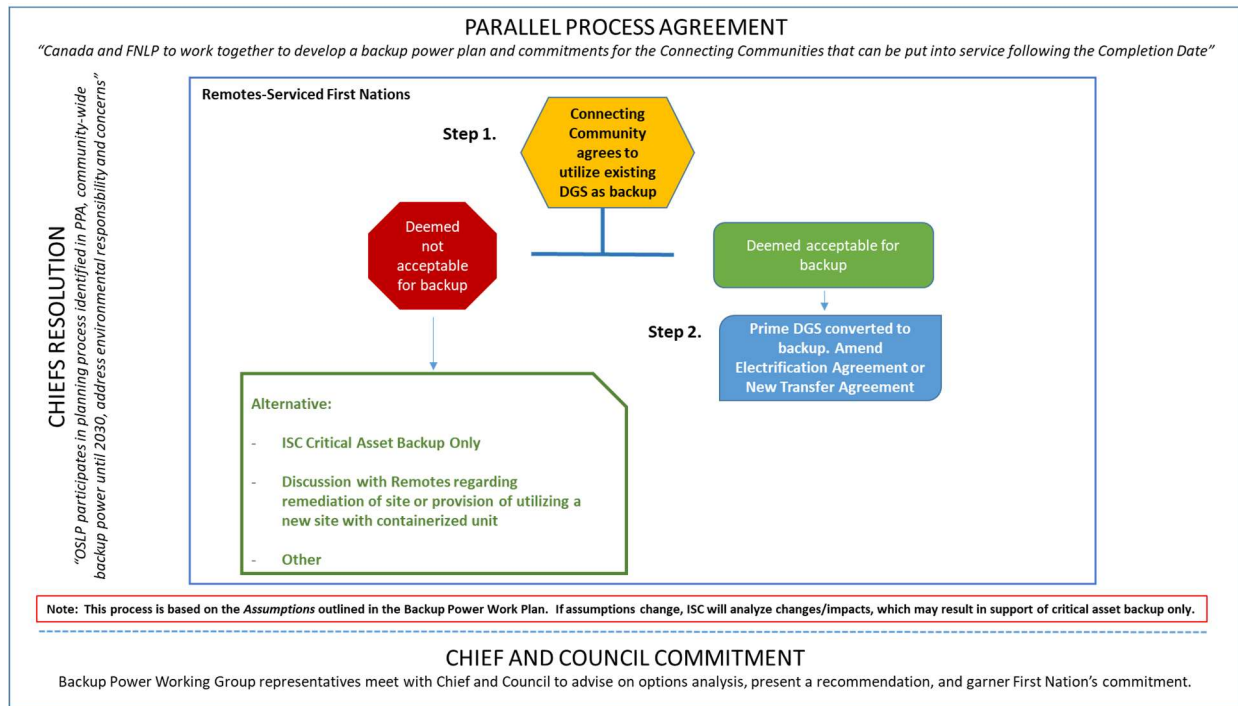 PARALLEL PROCESS AGREEMENT
“Canada and FNLP to work together to develop a backup power plan and commitments for the Connecting Communities that can be put into service following the Completion Date”
CHIEFS RESOLUTION
“OSLP participates in planning process identified in PPA, community-wide
backup power until 2030, address environmental responsibility and concerns”
Remotes-Serviced First Nations
Step 1.
Connecting
Community
agrees to
utilize existing
DGS as backup
Deemed
not
acceptable
for backup
Deemed acceptable for
backup
Step 2.
Prime DGS converted to
backup. Amend
Electrification Agreement or
New Transfer Agreement
Alternative:
- ISC Critical Asset Backup Only
- Discussion with Remotes regarding
remediation of site or provision of utilizing a
new site with containerized unit
- Other
Note: This process is based on the Assumptions outlined in the Backup Power Work Plan. If assumptions change, ISC will analyze changes/impacts, which may result in support of critical asset backup only.
CHIEF AND COUNCIL COMMITMENT
Backup Power Working Group representatives meet with Chief and Council to advise on options analysis, present a recommendation, and garner First Nation’s commitment.